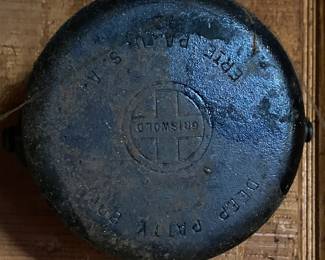 DEEP PATTY BOWL
GRISWOLD
ERIE PA., U.S.A.